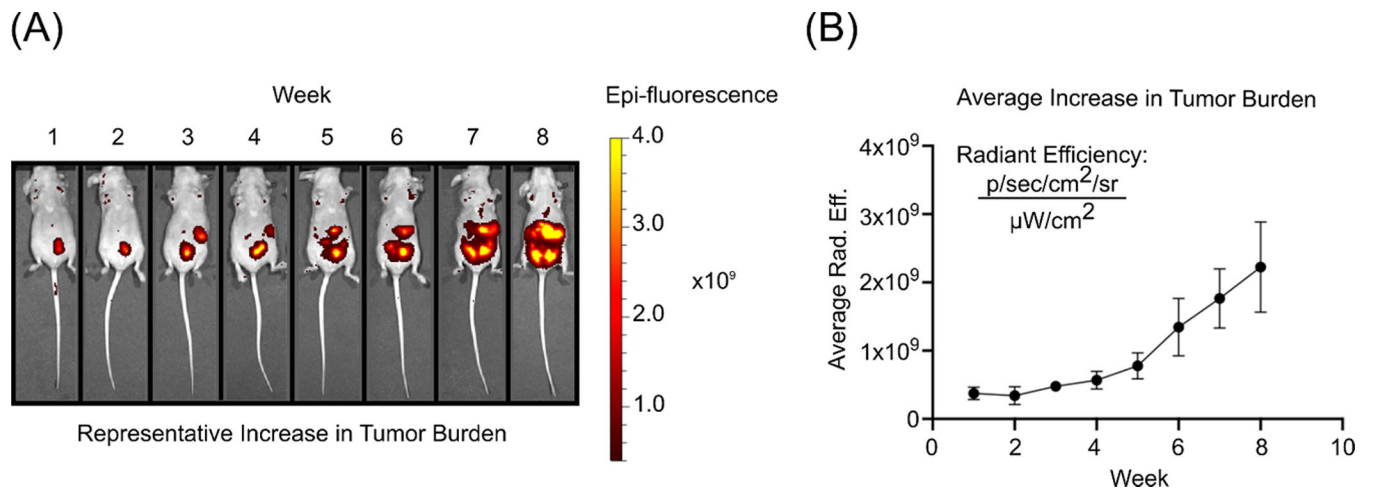 (A)
Week
1 2 3 4 5 6 7 8
Representative Increase in Tumor Burden
Epi-fluorescence
4.0
3.0
2.0
1.0
x10⁹
(B)
Average Increase in Tumor Burden
Radiant Efficiency:
p/sec/cm²/sr
µW/cm²
Average Rad. Eff.
4x10⁹
3x10⁹
2x10⁹
1x10⁹
0
0 2 4 6 8 10
Week